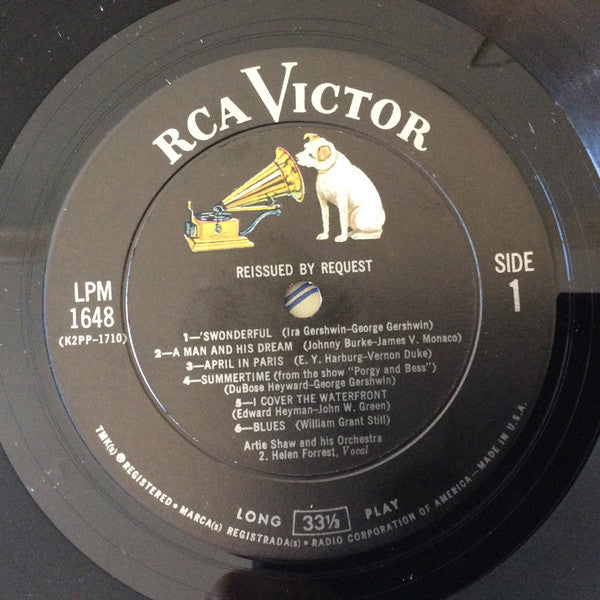 RCA VICTOR
REISSUED BY REQUEST
LPM
1648
(K2PP-1710)
SIDE
1
1—'SWONDERFUL (Ira Gershwin-George Gershwin)
2—A MAN AND HIS DREAM (Johnny Burke-James V. Monaco)
3—APRIL IN PARIS (E. Y. Harburg-Vernon Duke)
4—SUMMERTIME (from the show "Porgy and Bess")
(DuBose Heyward-George Gershwin)
5—I COVER THE WATERFRONT
(Edward Heyman-John W. Green)
6—BLUES (William Grant Still)
Artie Shaw and his Orchestra
2. Helen Forrest, Vocal
LONG 33⅓ PLAY
TMK(s) ® REGISTERED • MARCA(s) REGISTRADA(s) • RADIO CORPORATION OF AMERICA—MADE IN U.S.A.